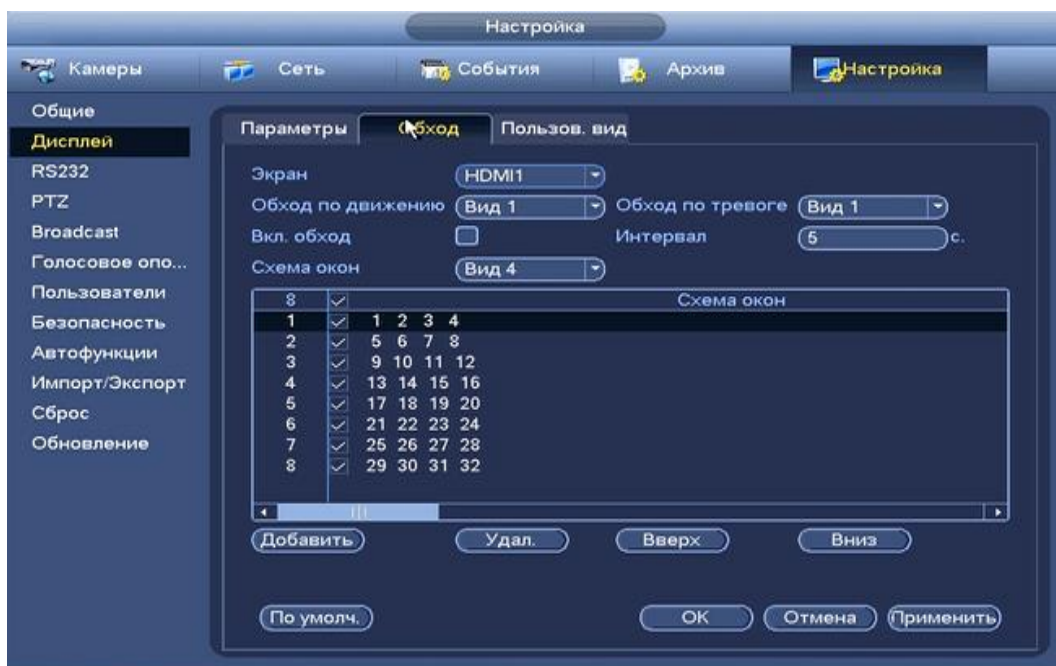 Настройка
Камеры Сеть События Архив Настройка
Общие
Дисплей
RS232
PTZ
Broadcast
Голосовое опо...
Пользователи
Безопасность
Автофункции
Импорт/Экспорт
Сброс
Обновление
Параметры Обход Пользов. вид
Экран HDMI1
Обход по движению Вид 1 Обход по тревоге Вид 1
Вкл. обход Интервал 5 с.
Схема окон Вид 4
8 Схема окон
1 1 2 3 4
2 5 6 7 8
3 9 10 11 12
4 13 14 15 16
5 17 18 19 20
6 21 22 23 24
7 25 26 27 28
8 29 30 31 32
Добавить Удал. Вверх Вниз
По умолч. OK Отмена Применить